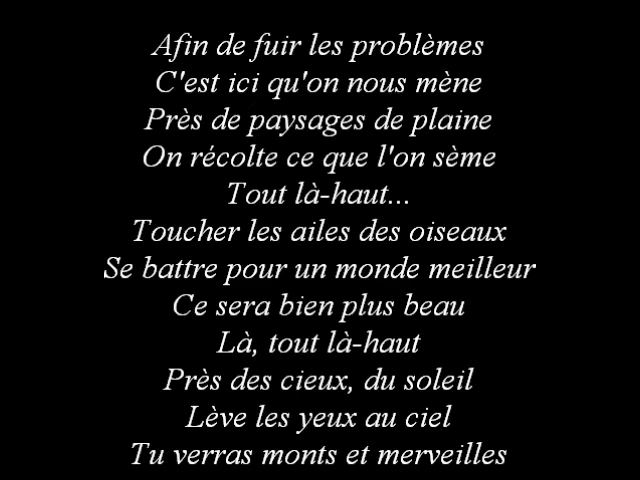 Afin de fuir les problèmes
C'est ici qu'on nous mène
Près de paysages de plaine
On récolte ce que l'on sème
Tout là-haut...
Toucher les ailes des oiseaux
Se battre pour un monde meilleur
Ce sera bien plus beau
Là, tout là-haut
Près des cieux, du soleil
Lève les yeux au ciel
Tu verras monts et merveilles